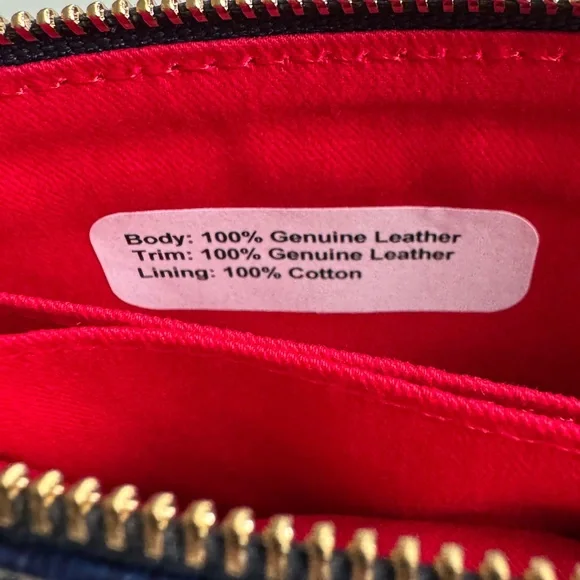 Body: 100% Genuine Leather
Trim: 100% Genuine Leather
Lining: 100% Cotton